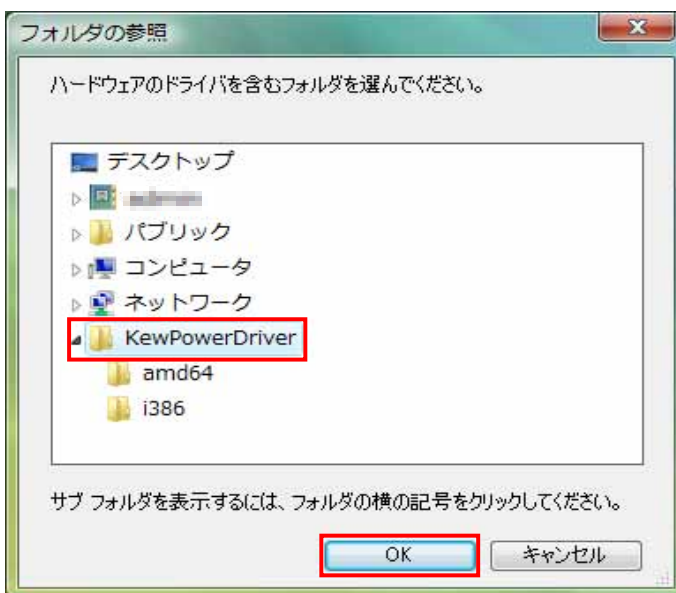 フォルダの参照
ハードウェアのドライバを含むフォルダを選んでください。
デスクトップ
パブリック
コンピュータ
ネットワーク
KewPowerDriver
amd64
i386
サブ フォルダを表示するには、フォルダの横の記号をクリックしてください。
OK
キャンセル